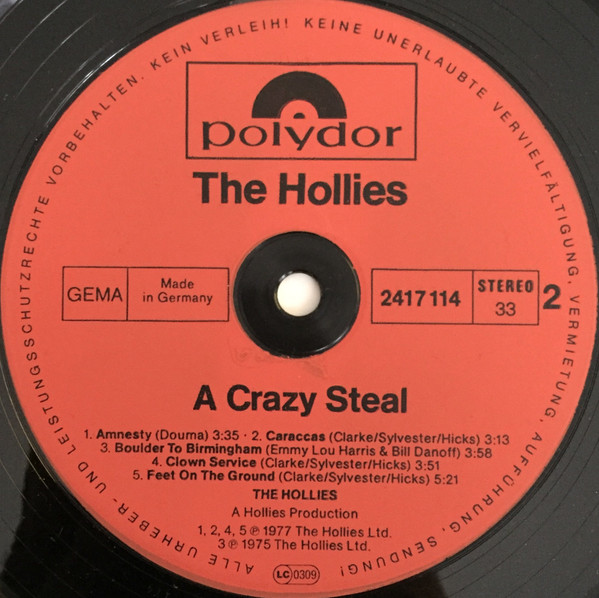 ALLE URHEBER- UND LEISTUNGSSCHUTZRECHTE VORBEHALTEN. KEIN VERLEIH! KEINE UNERLAUBTE VERVIELFÄLTIGUNG, VERMIETUNG, AUFFÜHRUNG, SENDUNG!
polydor
The Hollies
GEMA
Made
in Germany
2417 114
STEREO
33
2
A Crazy Steal
1. Amnesty (Douma) 3:35 · 2. Caraccas (Clarke/Sylvester/Hicks) 3:13
3. Boulder To Birmingham (Emmy Lou Harris & Bill Danoff) 3:58
4. Clown Service (Clarke/Sylvester/Hicks) 3:51
5. Feet On The Ground (Clarke/Sylvester/Hicks) 5:21
THE HOLLIES
A Hollies Production
1, 2, 4, 5 ℗ 1977 The Hollies Ltd.
3 ℗ 1975 The Hollies Ltd.
LC 0309